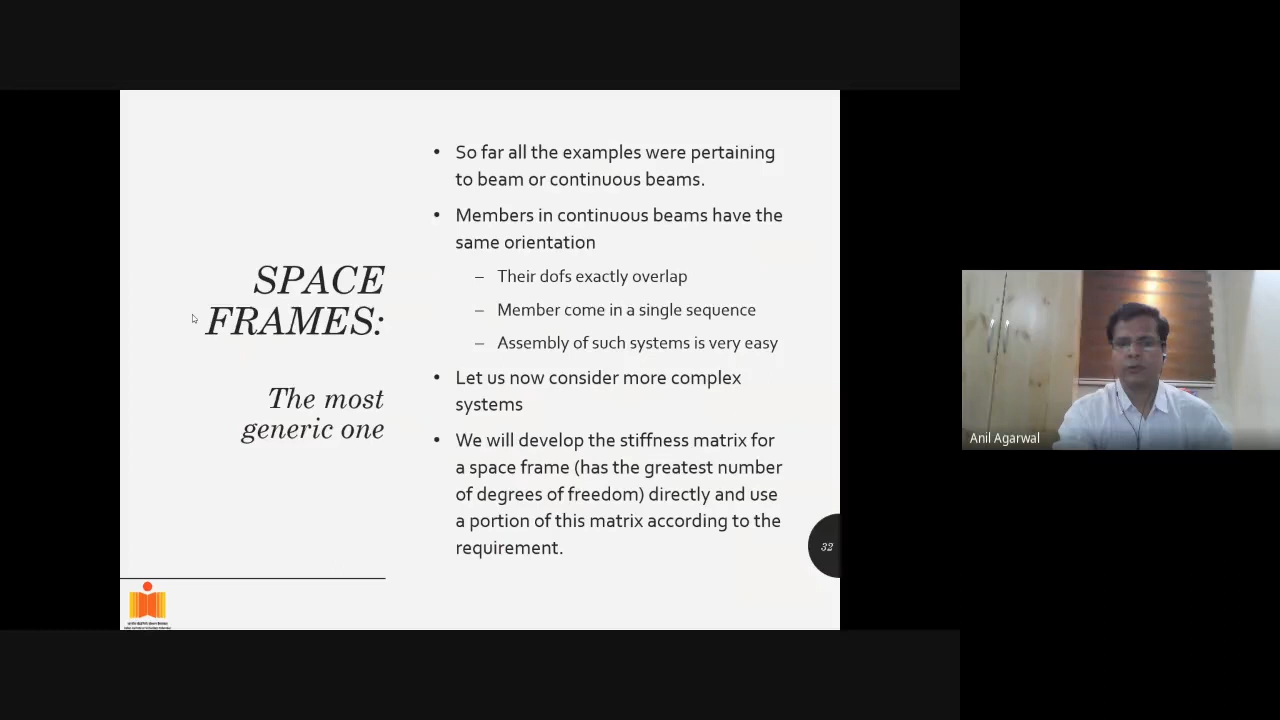 SPACE
FRAMES:
The most
generic one
• So far all the examples were pertaining
to beam or continuous beams.
• Members in continuous beams have the
same orientation
– Their dofs exactly overlap
– Member come in a single sequence
– Assembly of such systems is very easy
• Let us now consider more complex
systems
• We will develop the stiffness matrix for
a space frame (has the greatest number
of degrees of freedom) directly and use
a portion of this matrix according to the
requirement.
32
Anil Agarwal